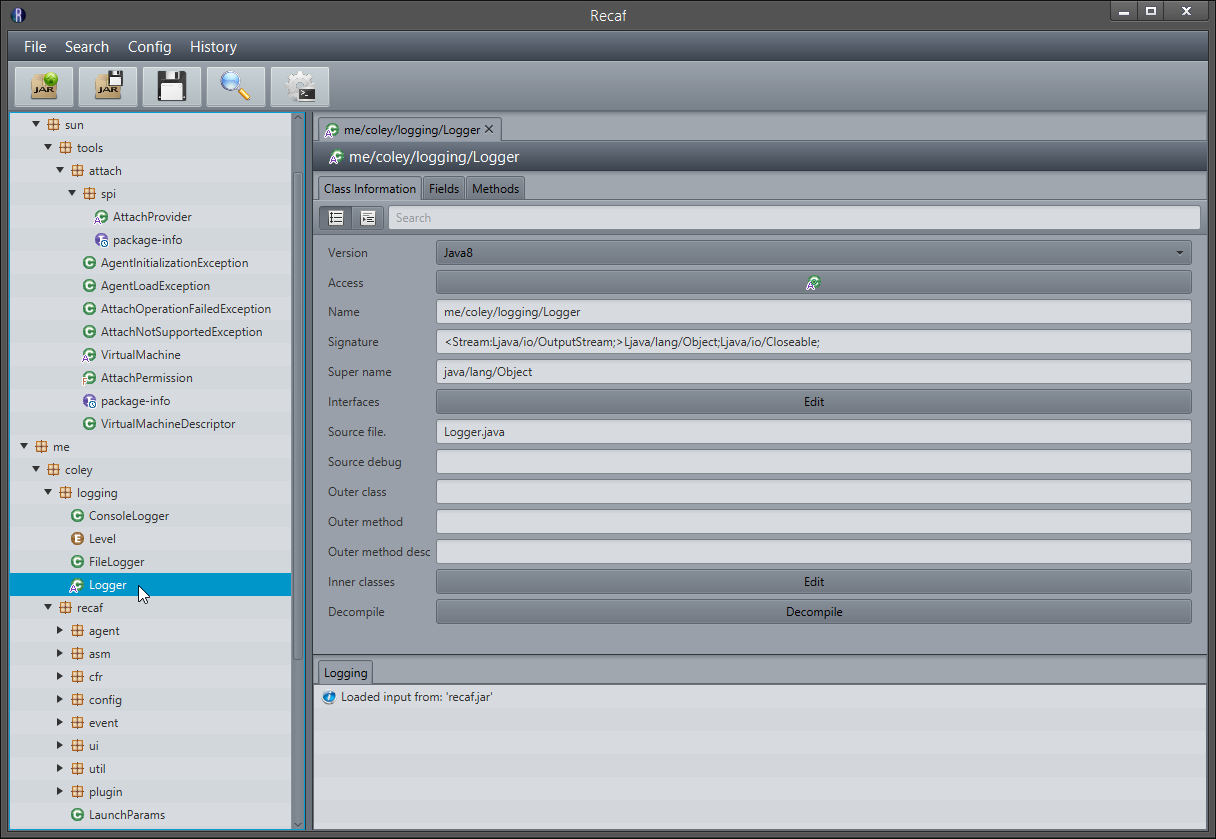 Recaf
File Search Config History
JAR JAR
sun
tools
attach
spi
AttachProvider
package-info
AgentInitializationException
AgentLoadException
AttachOperationFailedException
AttachNotSupportedException
VirtualMachine
AttachPermission
package-info
VirtualMachineDescriptor
me
coley
logging
ConsoleLogger
Level
FileLogger
Logger
recaf
agent
asm
cfr
config
event
ui
util
plugin
LaunchParams
me/coley/logging/Logger
me/coley/logging/Logger
Class Information Fields Methods
Search
Version Java8
Access
Name me/coley/logging/Logger
Signature <Stream:Ljava/io/OutputStream;>Ljava/lang/Object;Ljava/io/Closeable;
Super name java/lang/Object
Interfaces Edit
Source file. Logger.java
Source debug
Outer class
Outer method
Outer method desc
Inner classes Edit
Decompile Decompile
Logging
Loaded input from: 'recaf.jar'